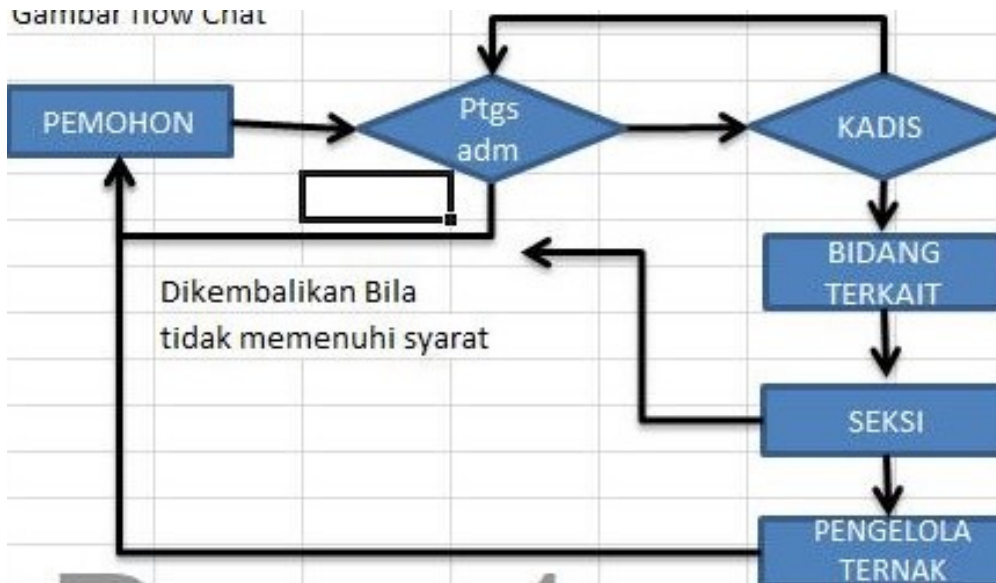 Gambar flow Chat
PEMOHON
Ptgs
adm
KADIS
BIDANG
TERKAIT
Dikembalikan Bila
tidak memenuhi syarat
SEKSI
PENGELOLA
TERNAK